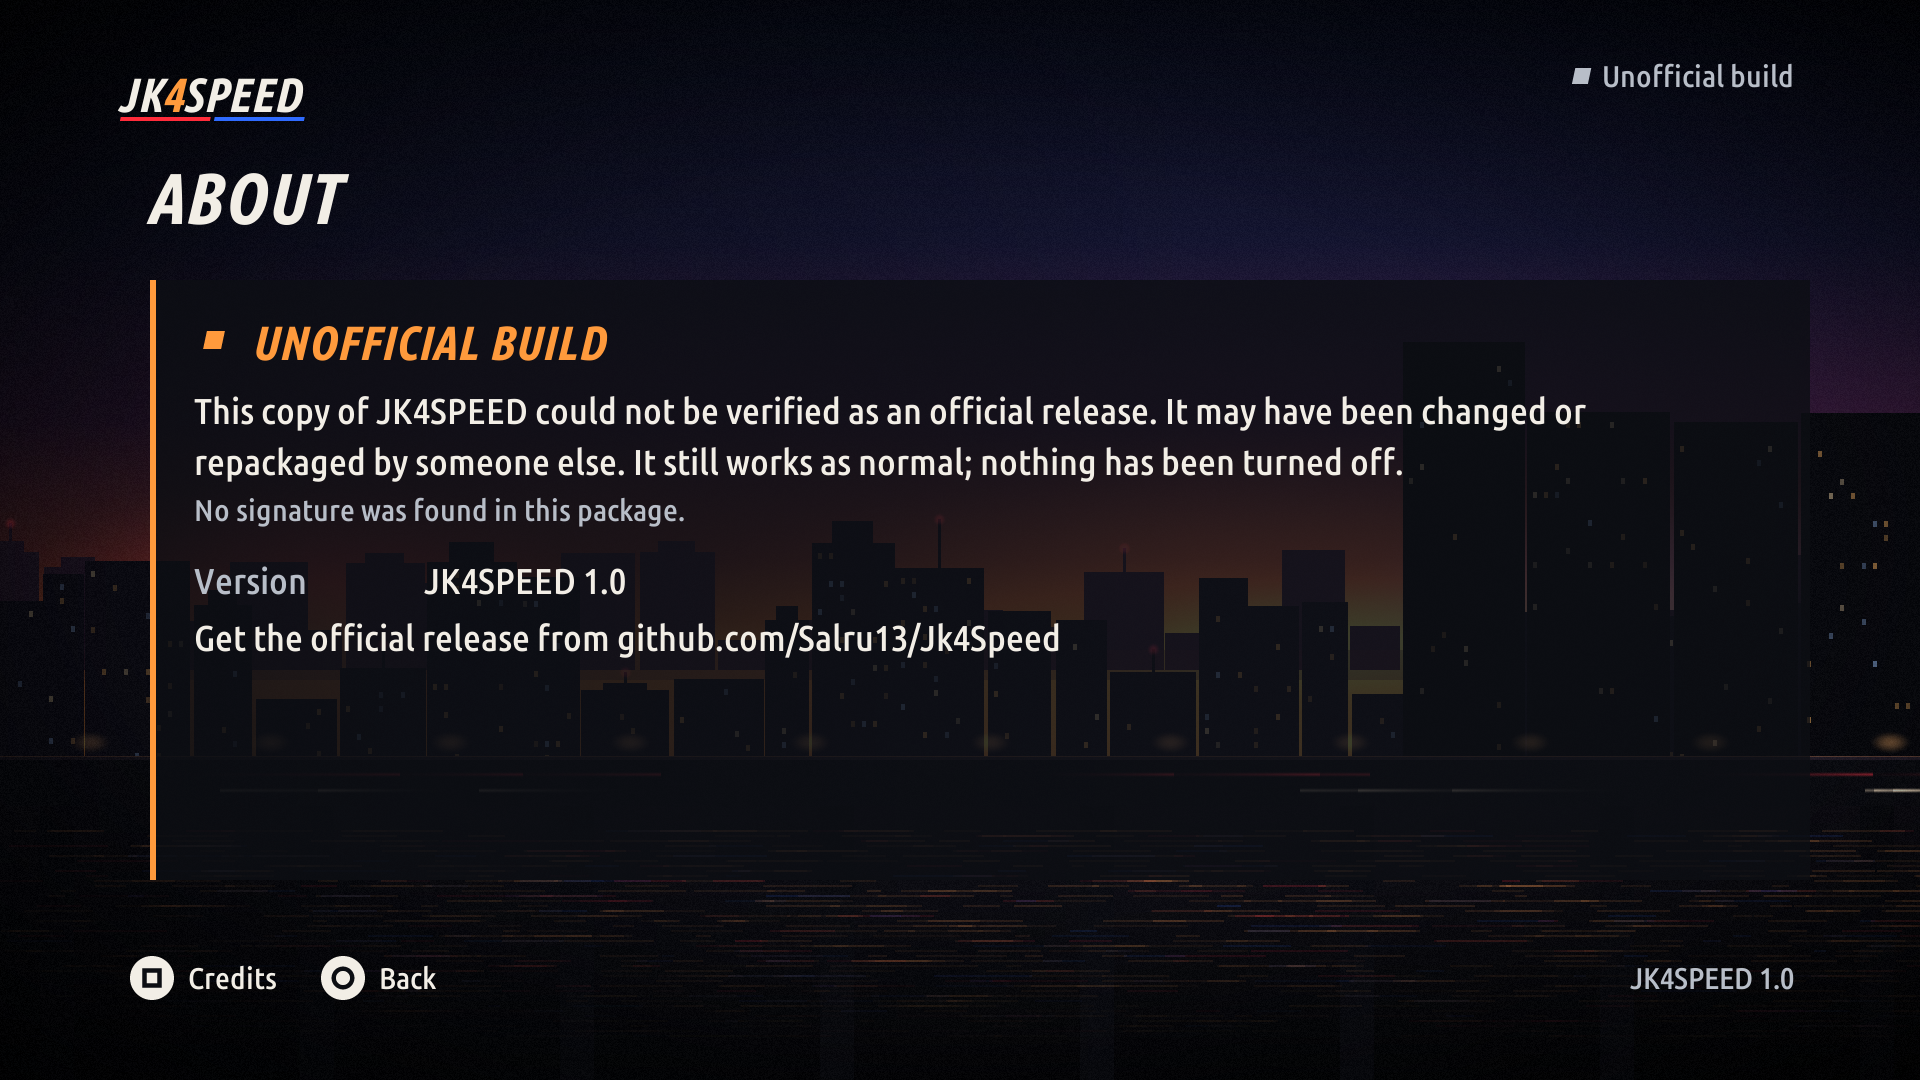 JK4SPEED
Unofficial build
ABOUT
UNOFFICIAL BUILD
This copy of JK4SPEED could not be verified as an official release. It may have been changed or
repackaged by someone else. It still works as normal; nothing has been turned off.
No signature was found in this package.
Version JK4SPEED 1.0
Get the official release from github.com/Salru13/Jk4Speed
Credits Back
JK4SPEED 1.0